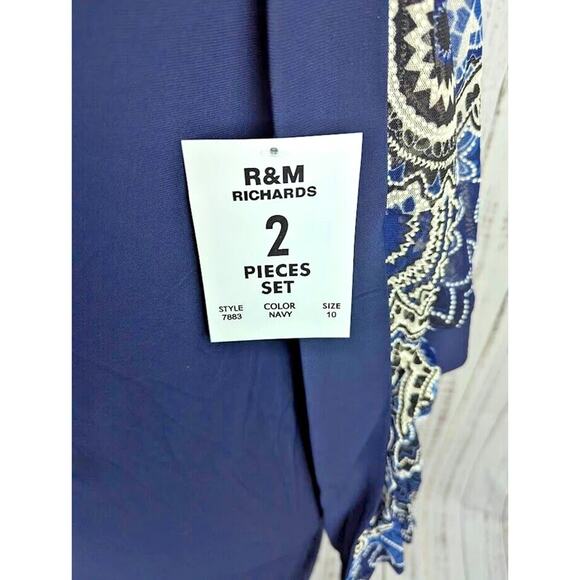 R&M
RICHARDS
2
PIECES
SET
STYLE COLOR SIZE
7883 NAVY 10